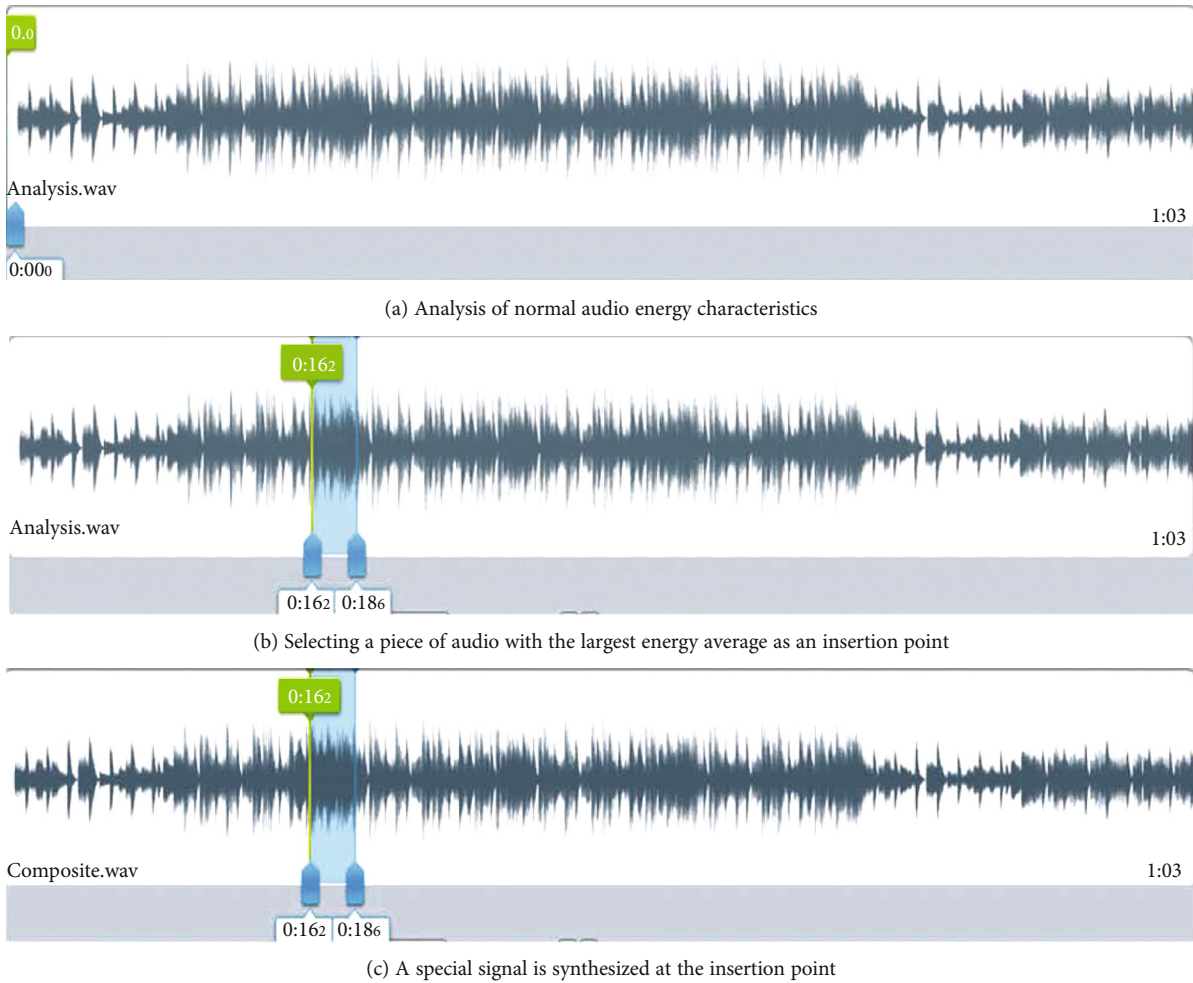 0.0
Analysis.wav
1:03
0:000
(a) Analysis of normal audio energy characteristics
0:162
Analysis.wav
1:03
0:162 0:186
(b) Selecting a piece of audio with the largest energy average as an insertion point
0:162
Composite.wav
1:03
0:162 0:186
(c) A special signal is synthesized at the insertion point